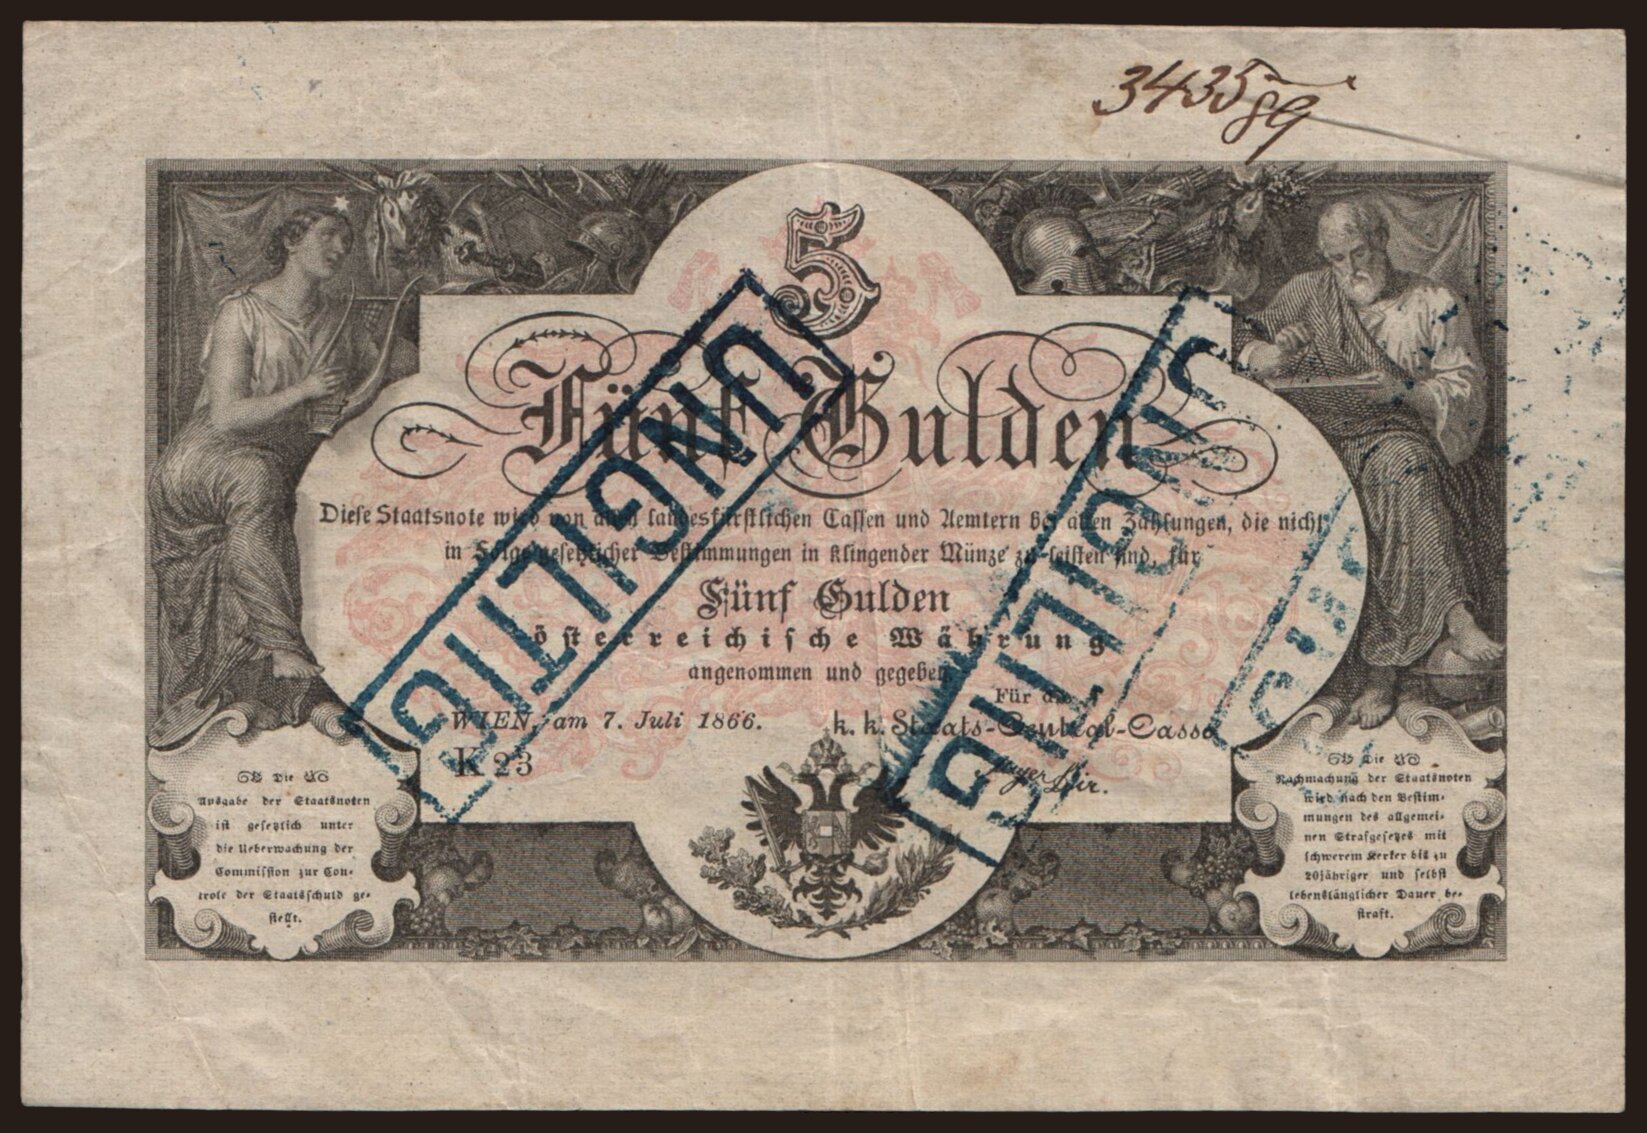 343589
5
Fünf Gulden
Diese Staatsnote wird von allen landesfürstlichen Cassen und Aemtern bei allen Zahlungen, die nicht
in Folge gesetzlicher Bestimmungen in klingender Münze zu leisten sind, für
Fünf Gulden
österreichische Währung
angenommen und gegeben.
WIEN, am 7. Juli 1866.
Für die
k. k. Staats-Central-Casse
K 23
Dir.
UNGILTIG
UNGILTIG
Die
Ausgabe der Staatsnoten
ist gesetzlich unter
die Ueberwachung der
Commission zur Con-
trole der Staatsschuld ge-
stellt.
Die
Nachmachung der Staatsnoten
wird nach den Bestim-
mungen des allgemei-
nen Strafgesetzes mit
schwerem Kerker bis zu
20jähriger und selbst
lebenslänglicher Dauer be-
straft.